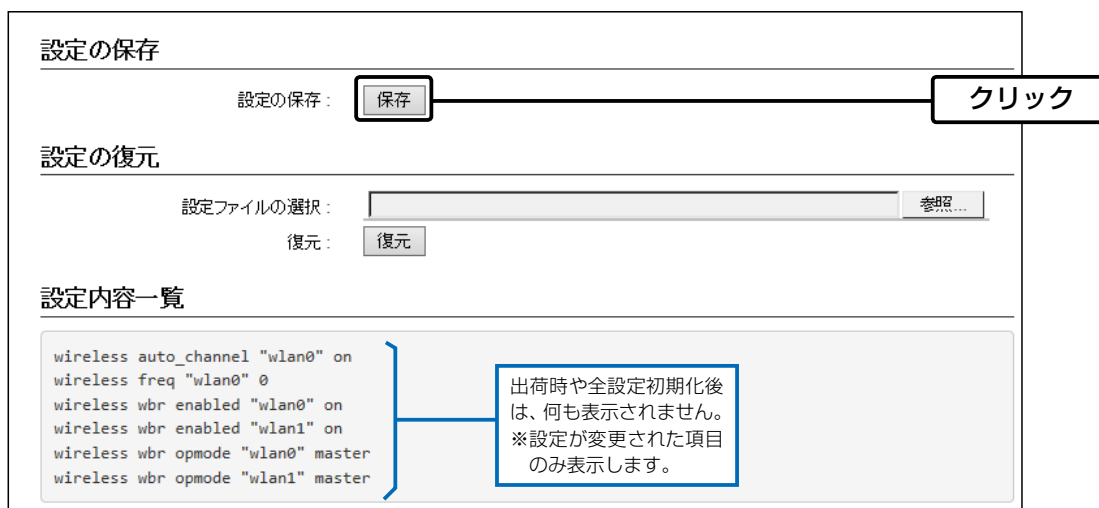 設定の保存
設定の保存 : 保存 クリック
設定の復元
設定ファイルの選択 : 参照...
復元 : 復元
設定内容一覧
wireless auto_channel "wlan0" on
wireless freq "wlan0" 0
wireless wbr enabled "wlan0" on
wireless wbr enabled "wlan1" on
wireless wbr opmode "wlan0" master
wireless wbr opmode "wlan1" master
出荷時や全設定初期化後
は、何も表示されません。
※設定が変更された項目
のみ表示します。